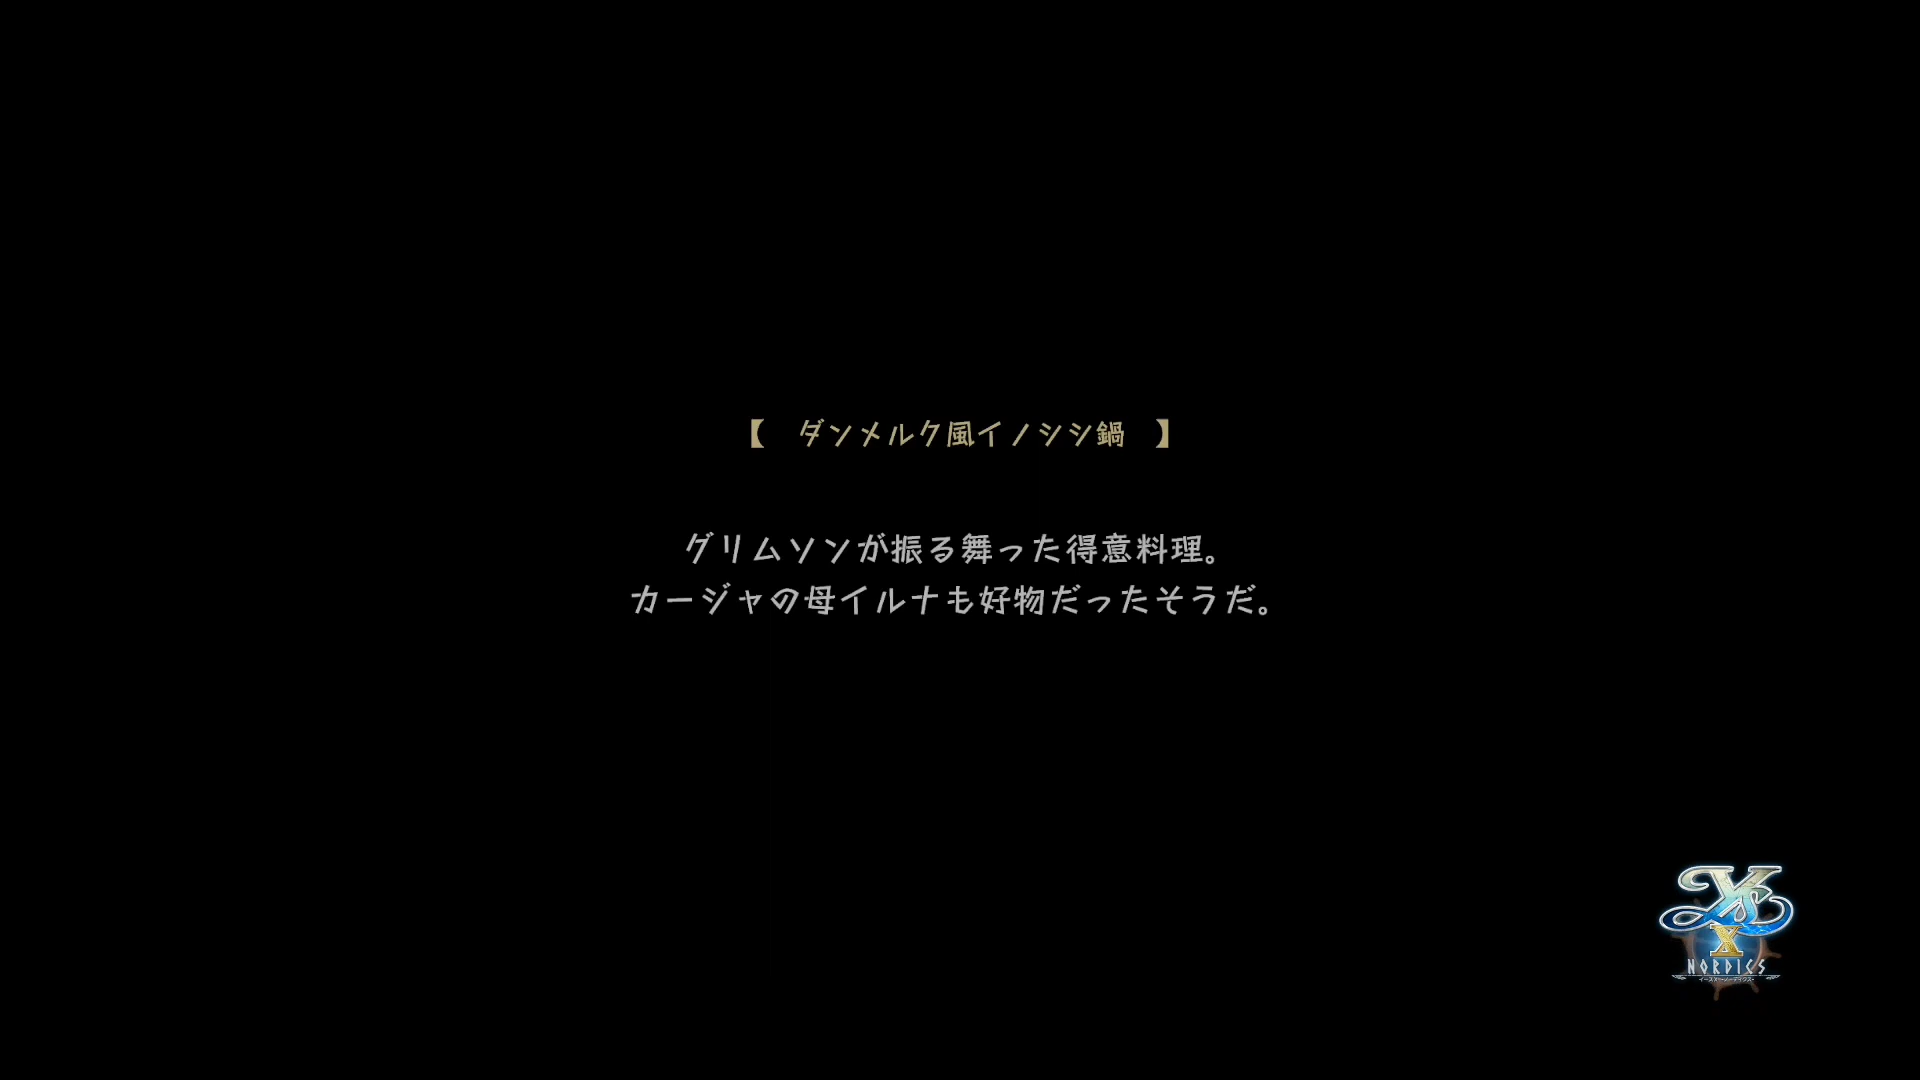 【　ダンメルク風イノシシ鍋　】
グリムソンが振る舞った得意料理。
カージャの母イルナも好物だったそうだ。
Ys
X
NORDICS